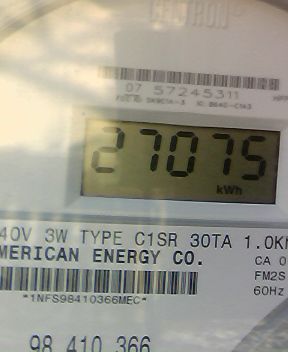 CENTRON
07 57245311
27075
kWh
40V 3W TYPE C1SR 30TA 1.0K
MERICAN ENERGY CO.
CA 0
FM2S
60Hz
*1NFS98410366MEC*
98 410 366